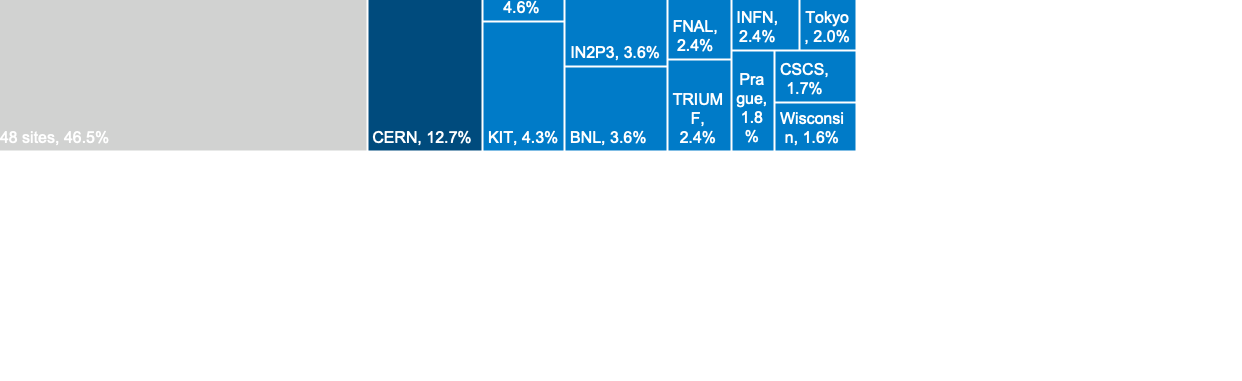 48 sites, 46.5%
CERN, 12.7%
4.6%
KIT, 4.3%
IN2P3, 3.6%
BNL, 3.6%
FNAL,
2.4%
TRIUM
F,
2.4%
INFN,
2.4%
Tokyo
, 2.0%
Pra
gue,
1.8
%
CSCS,
1.7%
Wisconsi
n, 1.6%